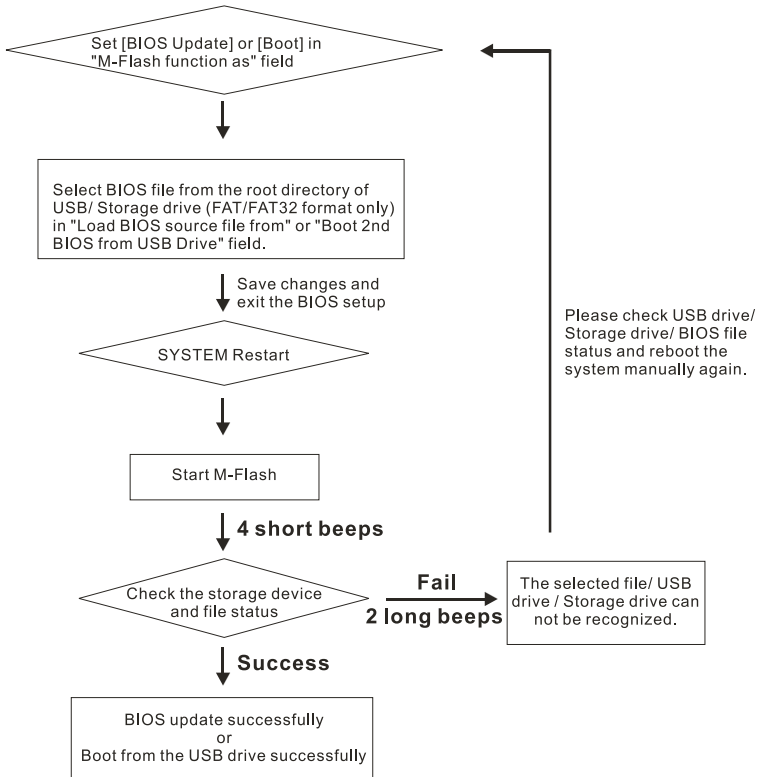 Set [BIOS Update] or [Boot] in
"M-Flash function as" field
Select BIOS file from the root directory of
USB/ Storage drive (FAT/FAT32 format only)
in "Load BIOS source file from" or "Boot 2nd
BIOS from USB Drive" field.
Save changes and
exit the BIOS setup
SYSTEM Restart
Start M-Flash
4 short beeps
Check the storage device
and file status
Fail
2 long beeps
The selected file/ USB
drive / Storage drive can
not be recognized.
Please check USB drive/
Storage drive/ BIOS file
status and reboot the
system manually again.
Success
BIOS update successfully
or
Boot from the USB drive successfully